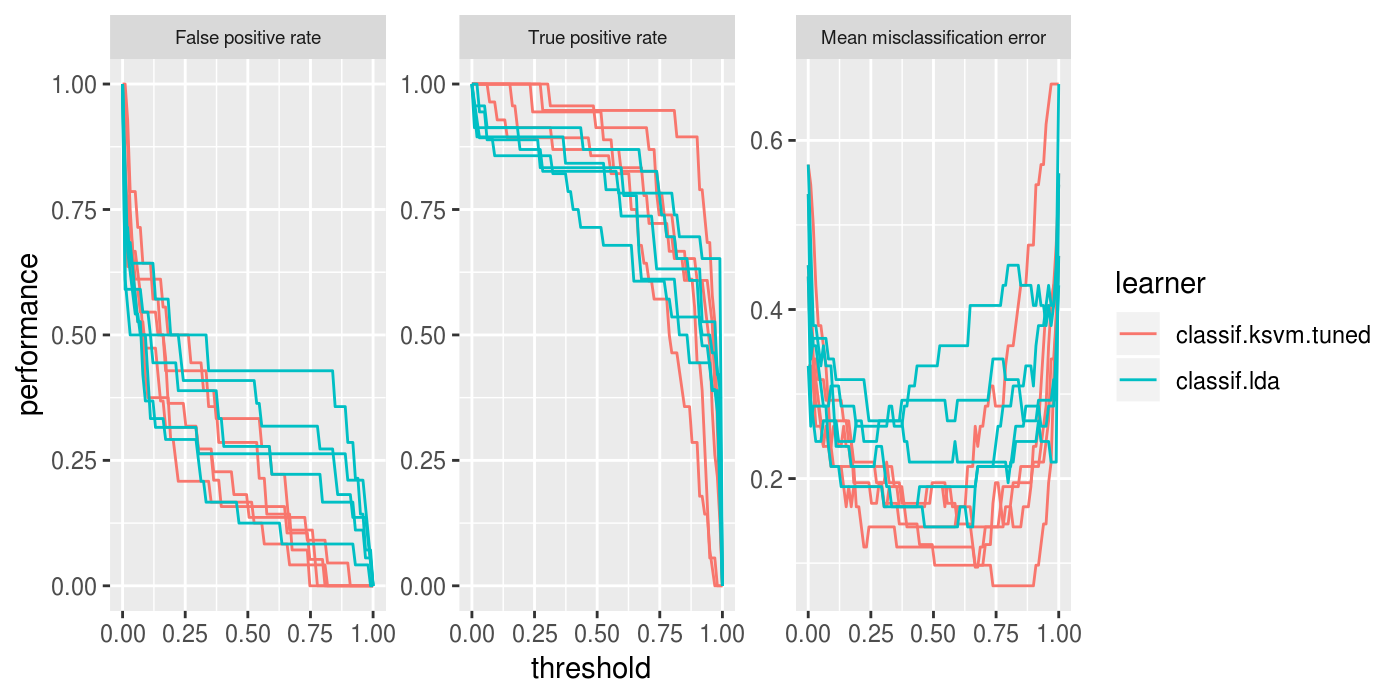 False positive rate
True positive rate
Mean misclassification error
performance
1.00
0.75
0.50
0.25
0.00
1.00
0.75
0.50
0.25
0.00
0.6
0.4
0.2
0.00 0.25 0.50 0.75 1.00
0.00 0.25 0.50 0.75 1.00
0.00 0.25 0.50 0.75 1.00
threshold
learner
classif.ksvm.tuned
classif.lda